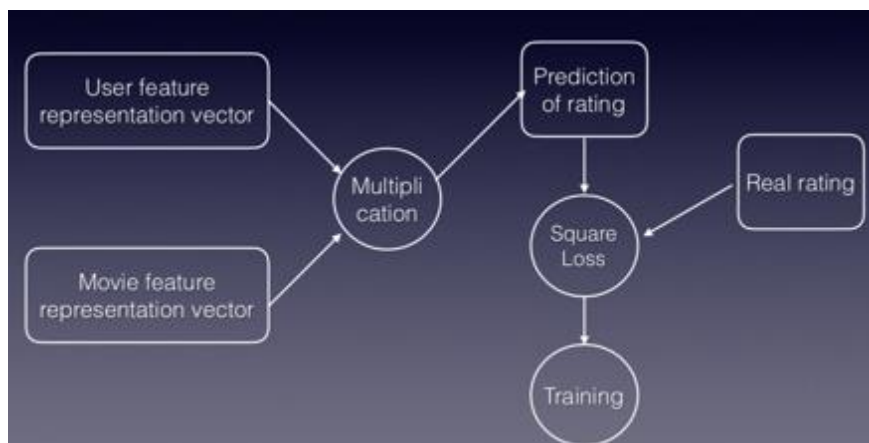 User feature
representation vector
Movie feature
representation vector
Multipli
cation
Prediction
of rating
Real rating
Square
Loss
Training